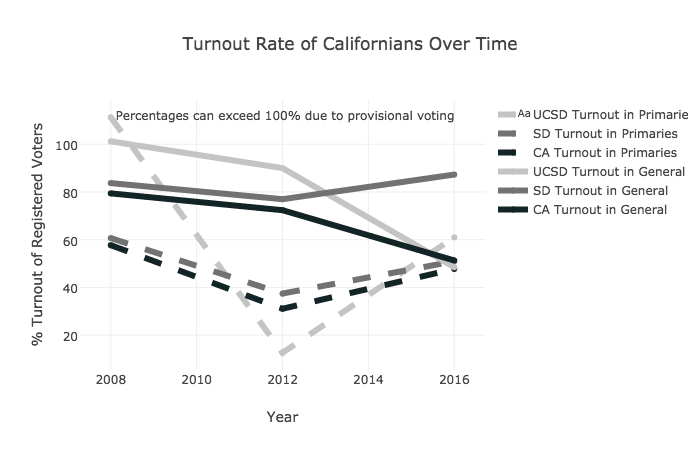 Turnout Rate of Californians Over Time
Percentages can exceed 100% due to provisional voting
% Turnout of Registered Voters
100
80
60
40
20
2008 2010 2012 2014 2016
Year
Aa UCSD Turnout in Primarie
SD Turnout in Primaries
CA Turnout in Primaries
UCSD Turnout in General
SD Turnout in General
CA Turnout in General